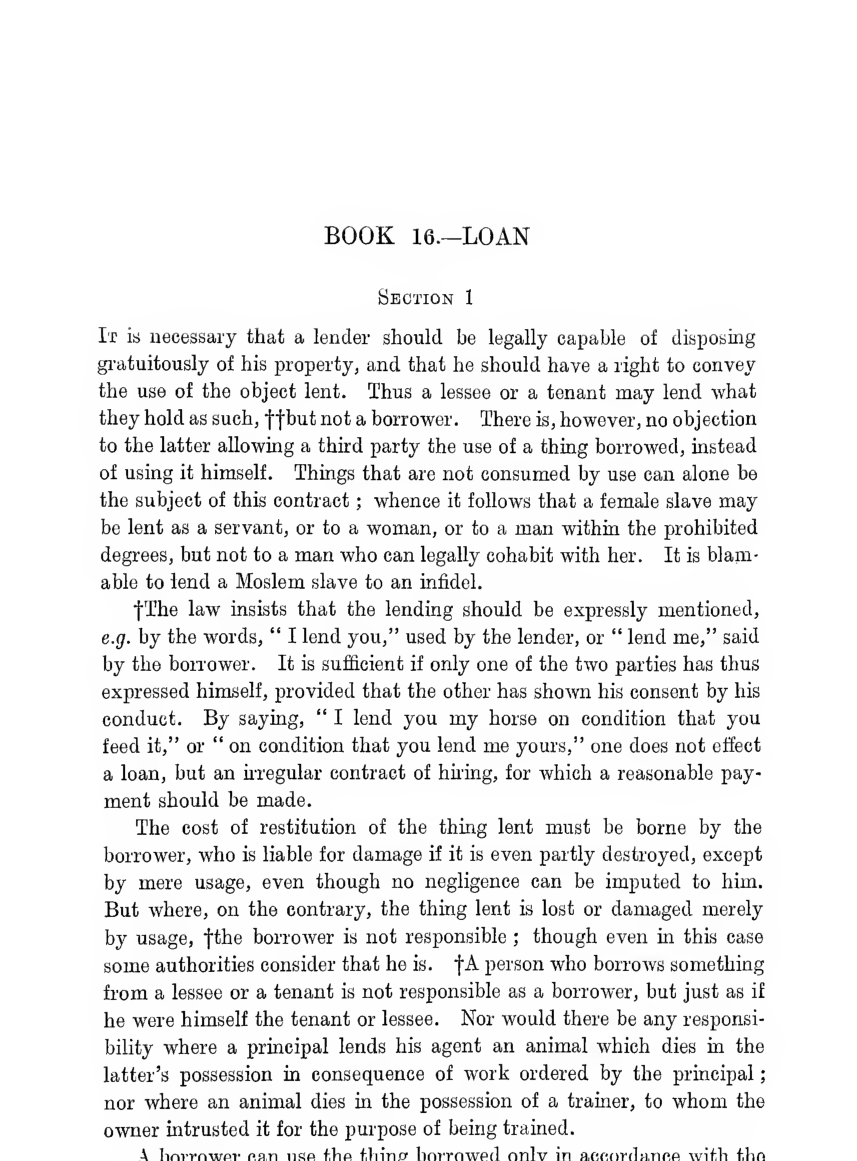 BOOK 16.—LOAN
Section 1
It is necessary that a lender should be legally capable of disposing
gratuitously of his property, and that he should have a right to convey
the use of the object lent. Thus a lessee or a tenant may lend what
they hold as such, ††but not a borrower. There is, however, no objection
to the latter allowing a third party the use of a thing borrowed, instead
of using it himself. Things that are not consumed by use can alone be
the subject of this contract ; whence it follows that a female slave may
be lent as a servant, or to a woman, or to a man within the prohibited
degrees, but not to a man who can legally cohabit with her. It is blam-
able to lend a Moslem slave to an infidel.
†The law insists that the lending should be expressly mentioned,
e.g. by the words, “ I lend you,” used by the lender, or “ lend me,” said
by the borrower. It is sufficient if only one of the two parties has thus
expressed himself, provided that the other has shown his consent by his
conduct. By saying, “ I lend you my horse on condition that you
feed it,” or “ on condition that you lend me yours,” one does not effect
a loan, but an irregular contract of hiring, for which a reasonable pay-
ment should be made.
The cost of restitution of the thing lent must be borne by the
borrower, who is liable for damage if it is even partly destroyed, except
by mere usage, even though no negligence can be imputed to him.
But where, on the contrary, the thing lent is lost or damaged merely
by usage, †the borrower is not responsible ; though even in this case
some authorities consider that he is. †A person who borrows something
from a lessee or a tenant is not responsible as a borrower, but just as if
he were himself the tenant or lessee. Nor would there be any responsi-
bility where a principal lends his agent an animal which dies in the
latter’s possession in consequence of work ordered by the principal ;
nor where an animal dies in the possession of a trainer, to whom the
owner intrusted it for the purpose of being trained.
A borrower can use the thing borrowed only in accordance with the